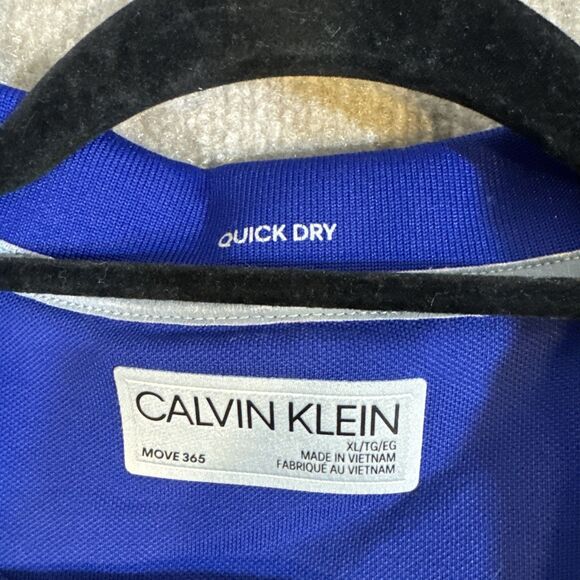 QUICK DRY
CALVIN KLEIN
XL/TG/EG
MOVE 365
MADE IN VIETNAM
FABRIQUÉ AU VIETNAM